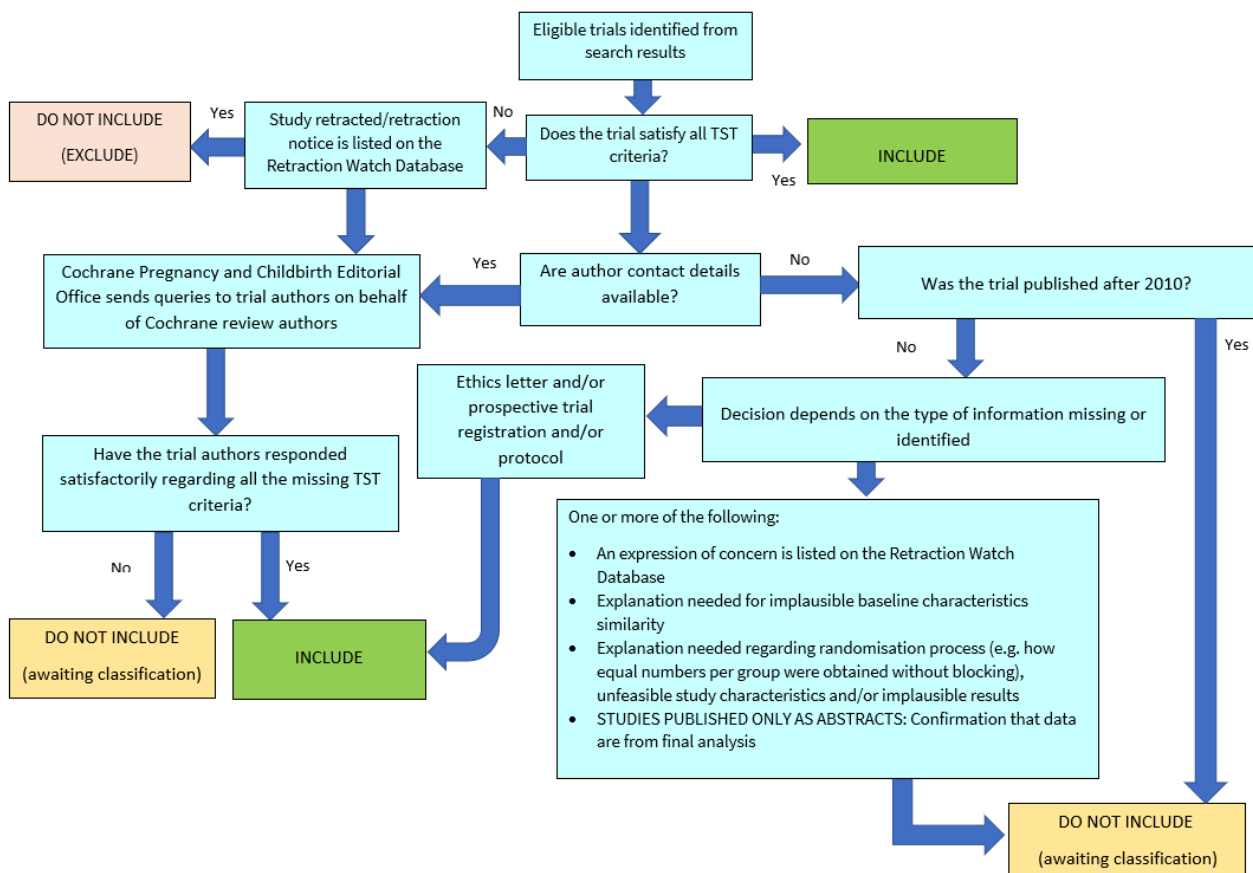 Eligible trials identified from
search results
Yes
No
DO NOT INCLUDE
(EXCLUDE)
Study retracted/retraction
notice is listed on the
Retraction Watch Database
Does the trial satisfy all TST
criteria?
INCLUDE
Yes
Cochrane Pregnancy and Childbirth Editorial
Office sends queries to trial authors on behalf
of Cochrane review authors
Yes
Are author contact details
available?
No
Was the trial published after 2010?
No
Yes
Ethics letter and/or
prospective trial
registration and/or
protocol
Decision depends on the type of information missing or
identified
Have the trial authors responded
satisfactorily regarding all the missing TST
criteria?
One or more of the following:
• An expression of concern is listed on the Retraction Watch
Database
• Explanation needed for implausible baseline characteristics
similarity
• Explanation needed regarding randomisation process (e.g. how
equal numbers per group were obtained without blocking),
unfeasible study characteristics and/or implausible results
• STUDIES PUBLISHED ONLY AS ABSTRACTS: Confirmation that data
are from final analysis
No
Yes
DO NOT INCLUDE
(awaiting classification)
INCLUDE
DO NOT INCLUDE
(awaiting classification)